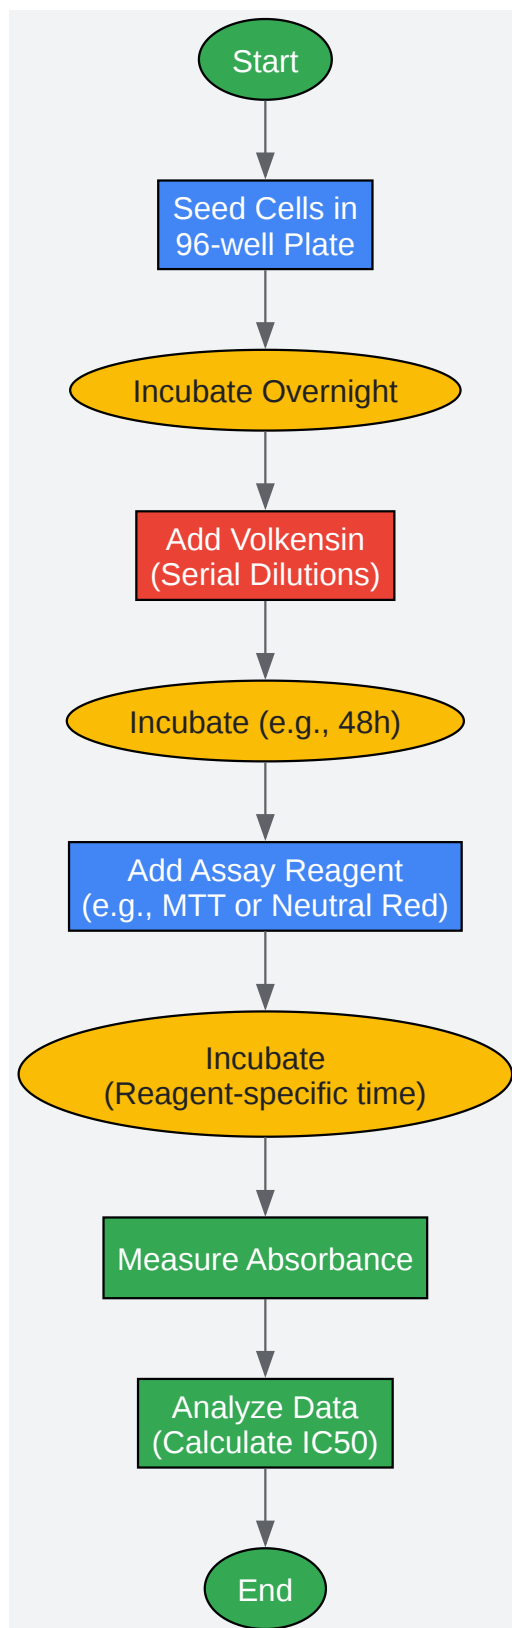 Start
Seed Cells in
96-well Plate
Incubate Overnight
Add Volkensin
(Serial Dilutions)
Incubate (e.g., 48h)
Add Assay Reagent
(e.g., MTT or Neutral Red)
Incubate
(Reagent-specific time)
Measure Absorbance
Analyze Data
(Calculate IC50)
End